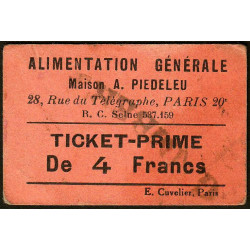 ALIMENTATION GÉNÉRALE
Maison A. PIEDELEU
28, Rue du Télégraphe, PARIS 20e
R. C. Seine 587.159
TICKET-PRIME
De 4 Francs
E. Cuvelier, Paris